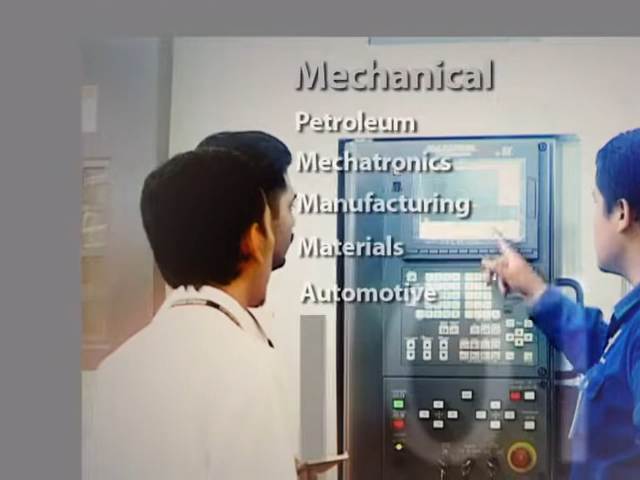 Mechanical
Petroleum
Mechatronics
Manufacturing
Materials
Automotive